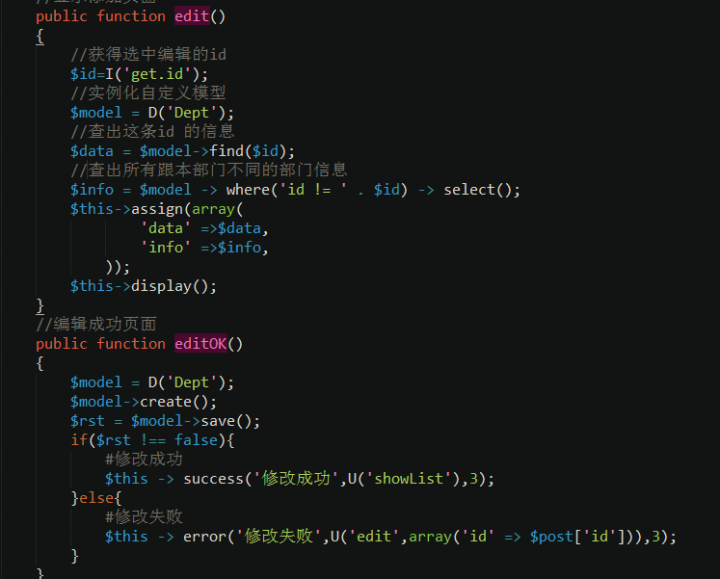 public function edit()
{
//获得选中编辑的id
$id=I('get.id');
//实例化自定义模型
$model = D('Dept');
//查出这条id 的信息
$data = $model->find($id);
//查出所有跟本部门不同的部门信息
$info = $model -> where('id != ' . $id) -> select();
$this->assign(array(
'data' =>$data,
'info' =>$info,
));
$this->display();
}
//编辑成功页面
public function editOK()
{
$model = D('Dept');
$model->create();
$rst = $model->save();
if($rst !== false){
#修改成功
$this -> success('修改成功',U('showList'),3);
}else{
#修改失败
$this -> error('修改失败',U('edit',array('id' => $post['id'])),3);
}
}